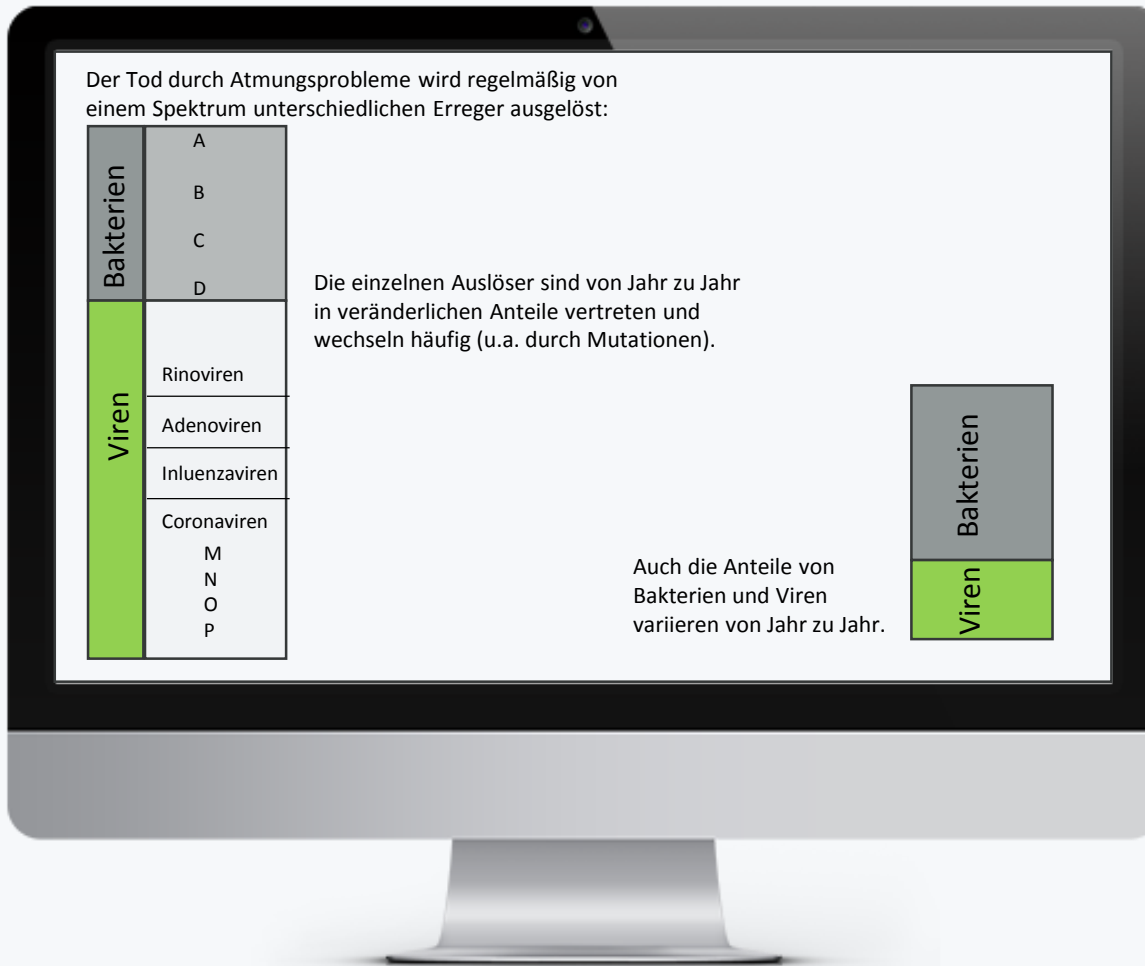 Der Tod durch Atmungsprobleme wird regelmäßig von
einem Spektrum unterschiedlichen Erreger ausgelöst:
Bakterien
A
B
C
D
Viren
Rinoviren
Adenoviren
Inluenzaviren
Coronaviren
M
N
O
P
Die einzelnen Auslöser sind von Jahr zu Jahr
in veränderlichen Anteile vertreten und
wechseln häufig (u.a. durch Mutationen).
Auch die Anteile von
Bakterien und Viren
variieren von Jahr zu Jahr.
Bakterien
Viren